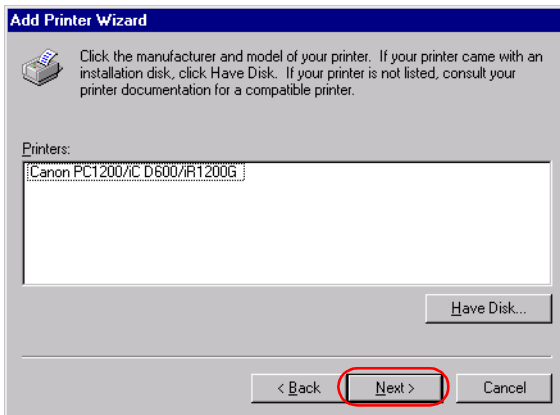 Add Printer Wizard
Click the manufacturer and model of your printer. If your printer came with an
installation disk, click Have Disk. If your printer is not listed, consult your
printer documentation for a compatible printer.
Printers:
Canon PC1200/iC D600/iR1200G
Have Disk...
< Back
Next >
Cancel